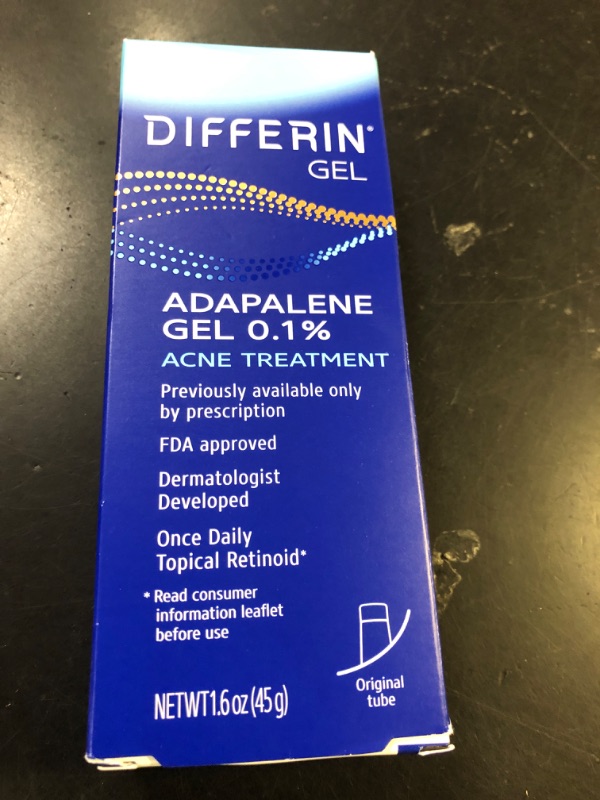 DIFFERIN®
GEL
ADAPALENE
GEL 0.1%
ACNE TREATMENT
Previously available only
by prescription
FDA approved
Dermatologist
Developed
Once Daily
Topical Retinoid*
* Read consumer
information leaflet
before use
NETWT1.6oz(45g)
Original
tube